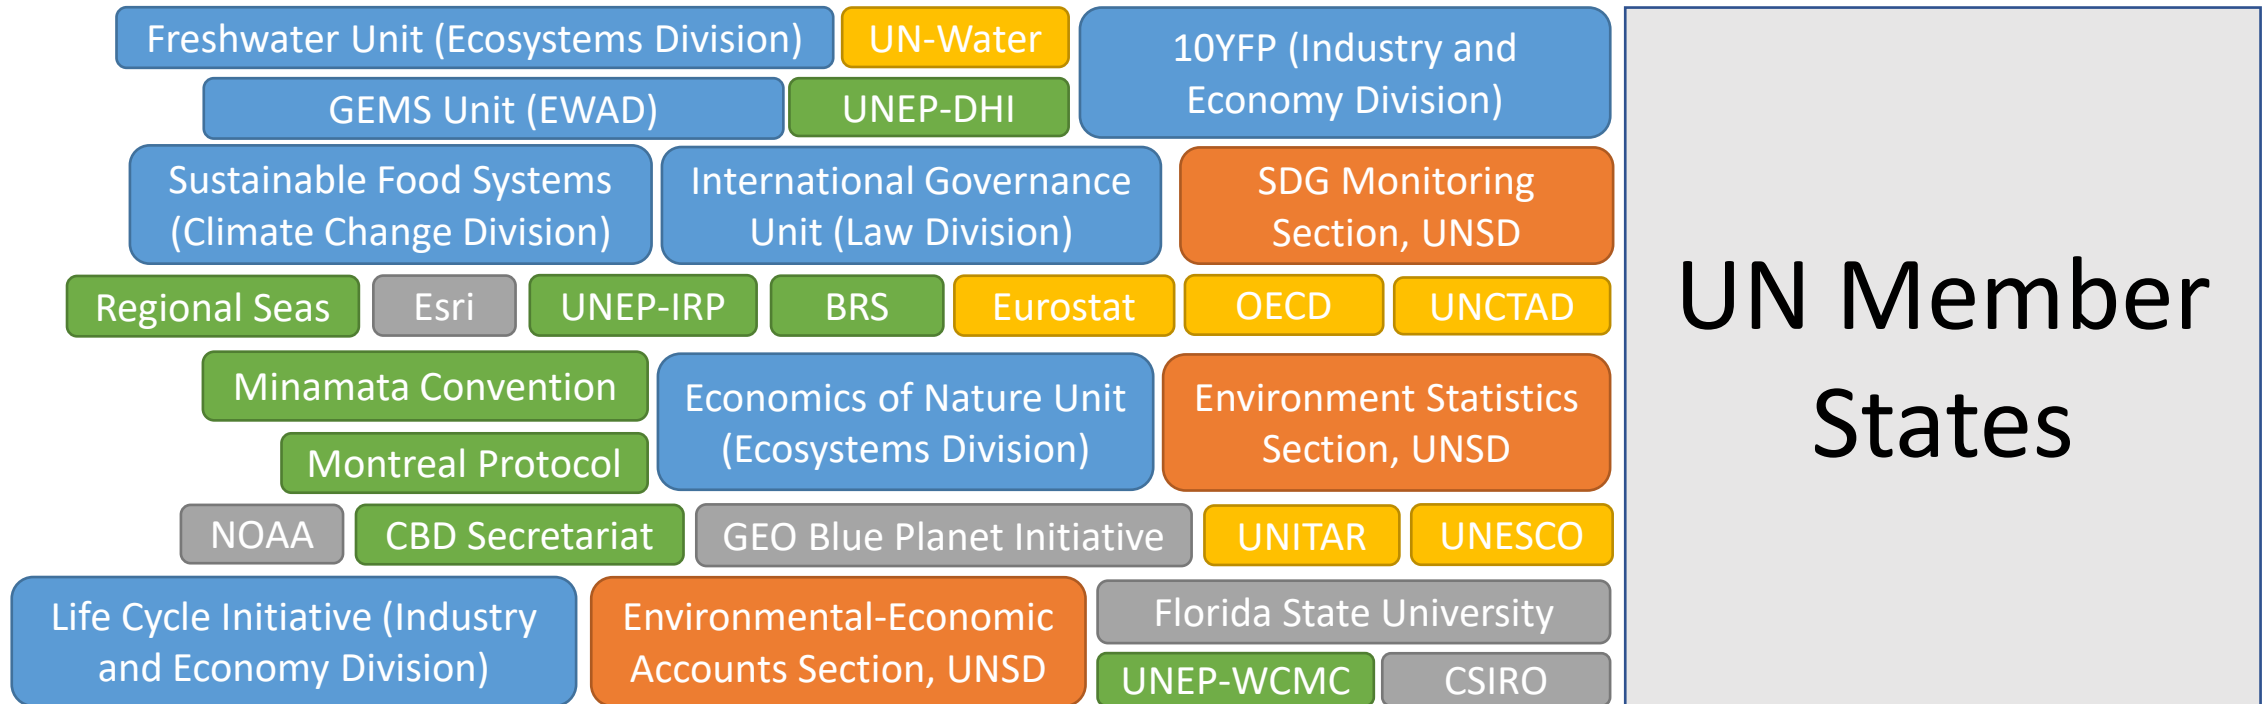 Freshwater Unit (Ecosystems Division)
UN-Water
10YFP (Industry and
Economy Division)
GEMS Unit (EWAD)
UNEP-DHI
Sustainable Food Systems
(Climate Change Division)
International Governance
Unit (Law Division)
SDG Monitoring
Section, UNSD
Regional Seas
Esri
UNEP-IRP
BRS
Eurostat
OECD
UNCTAD
Minamata Convention
Montreal Protocol
Economics of Nature Unit
(Ecosystems Division)
Environment Statistics
Section, UNSD
NOAA
CBD Secretariat
GEO Blue Planet Initiative
UNITAR
UNESCO
Life Cycle Initiative (Industry
and Economy Division)
Environmental-Economic
Accounts Section, UNSD
Florida State University
UNEP-WCMC
CSIRO
UN Member
States